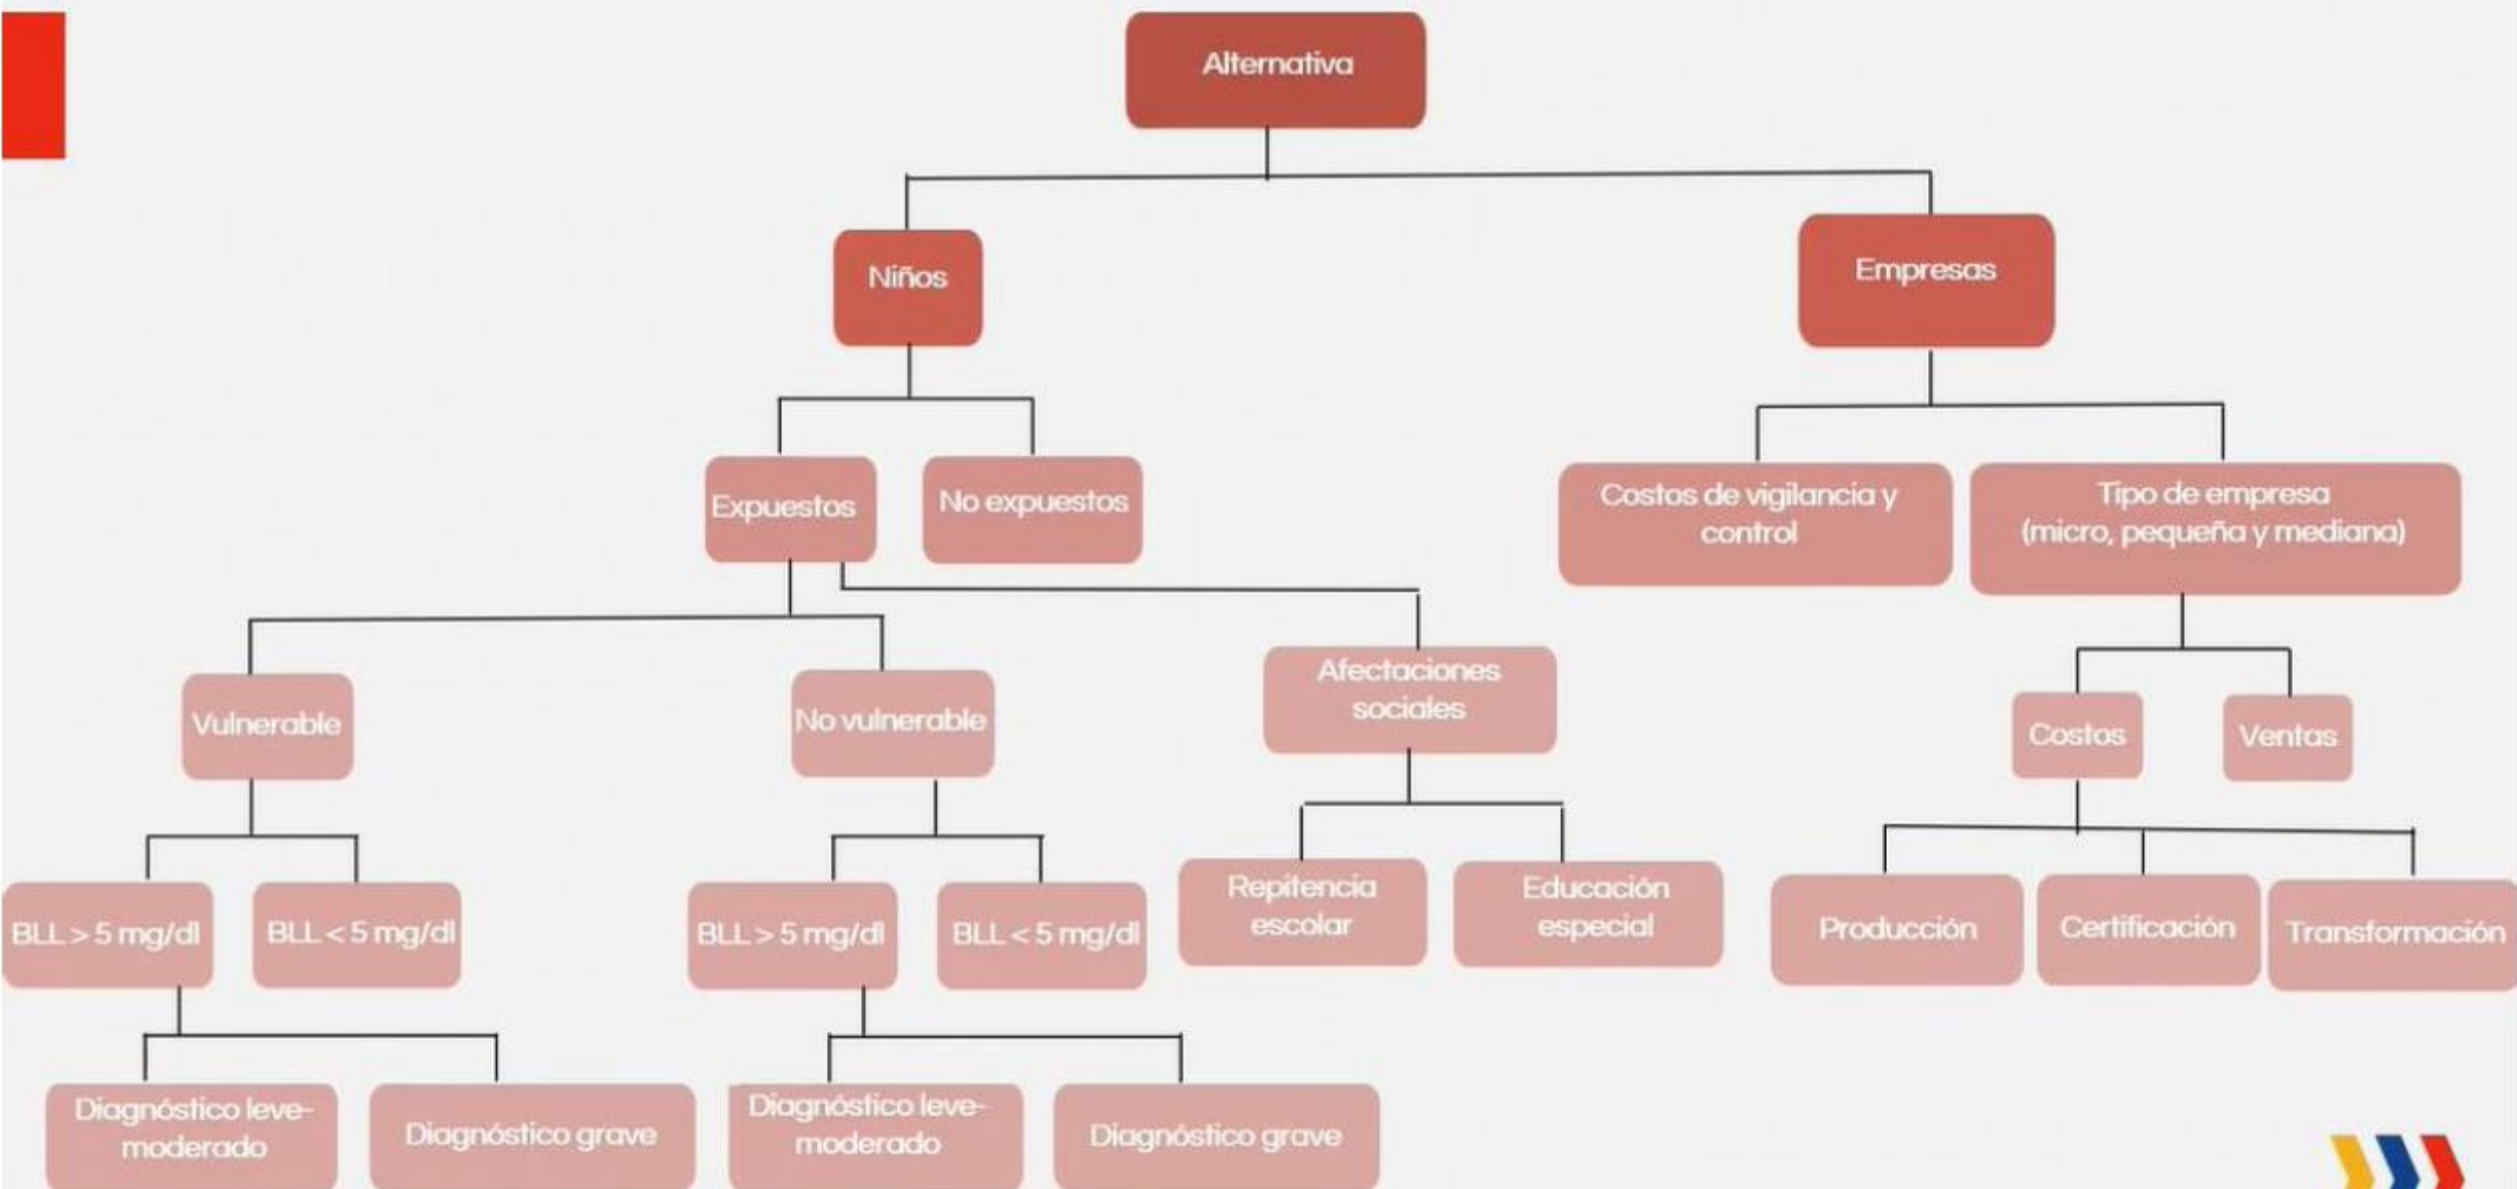 Alternativa
Niños
Empresas
Expuestos
No expuestos
Costos de vigilancia y
control
Tipo de empresa
(micro, pequeña y mediana)
Vulnerable
No vulnerable
Afectaciones
sociales
Costos
Ventas
BLL > 5 mg/dl
BLL < 5 mg/dl
BLL > 5 mg/dl
BLL < 5 mg/dl
Repitencia
escolar
Educación
especial
Producción
Certificación
Transformación
Diagnóstico leve-
moderado
Diagnóstico grave
Diagnóstico leve-
moderado
Diagnóstico grave